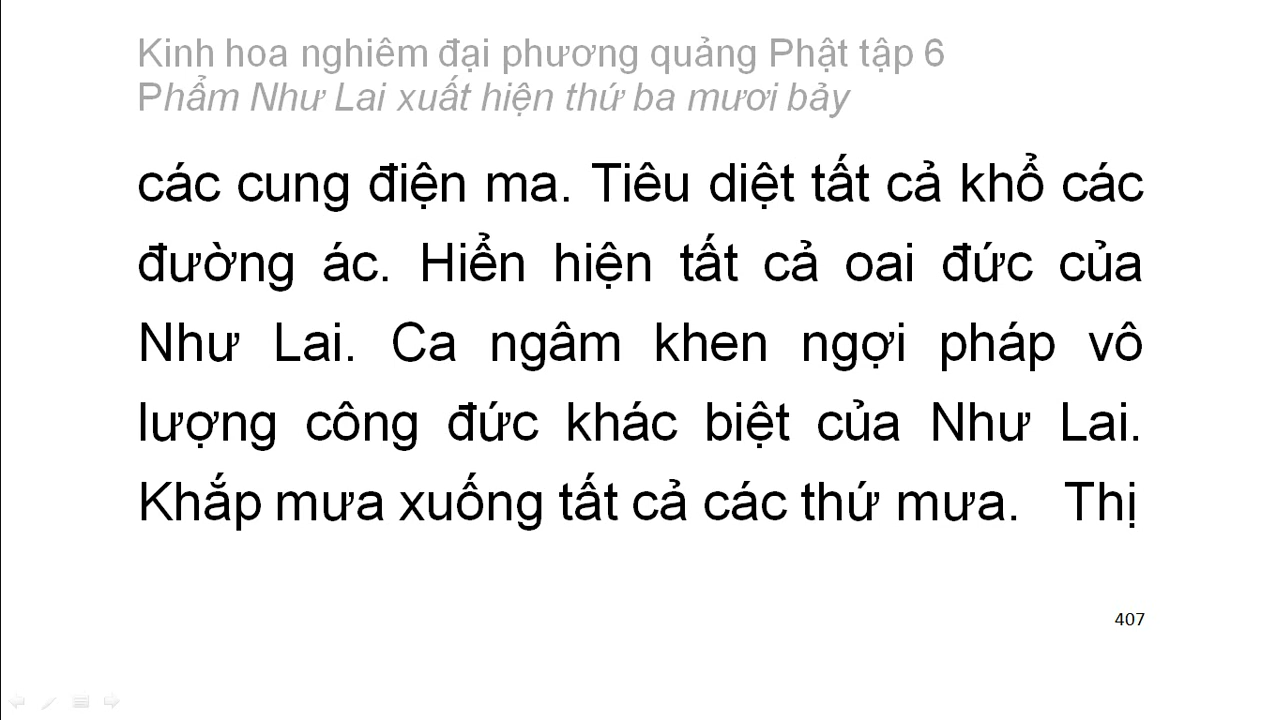 Kinh hoa nghiêm đại phương quảng Phật tập 6
Phẩm Như Lai xuất hiện thứ ba mươi bảy
các cung điện ma. Tiêu diệt tất cả khổ các
đường ác. Hiển hiện tất cả oai đức của
Như Lai. Ca ngâm khen ngợi pháp vô
lượng công đức khác biệt của Như Lai.
Khắp mưa xuống tất cả các thứ mưa. Thị
407